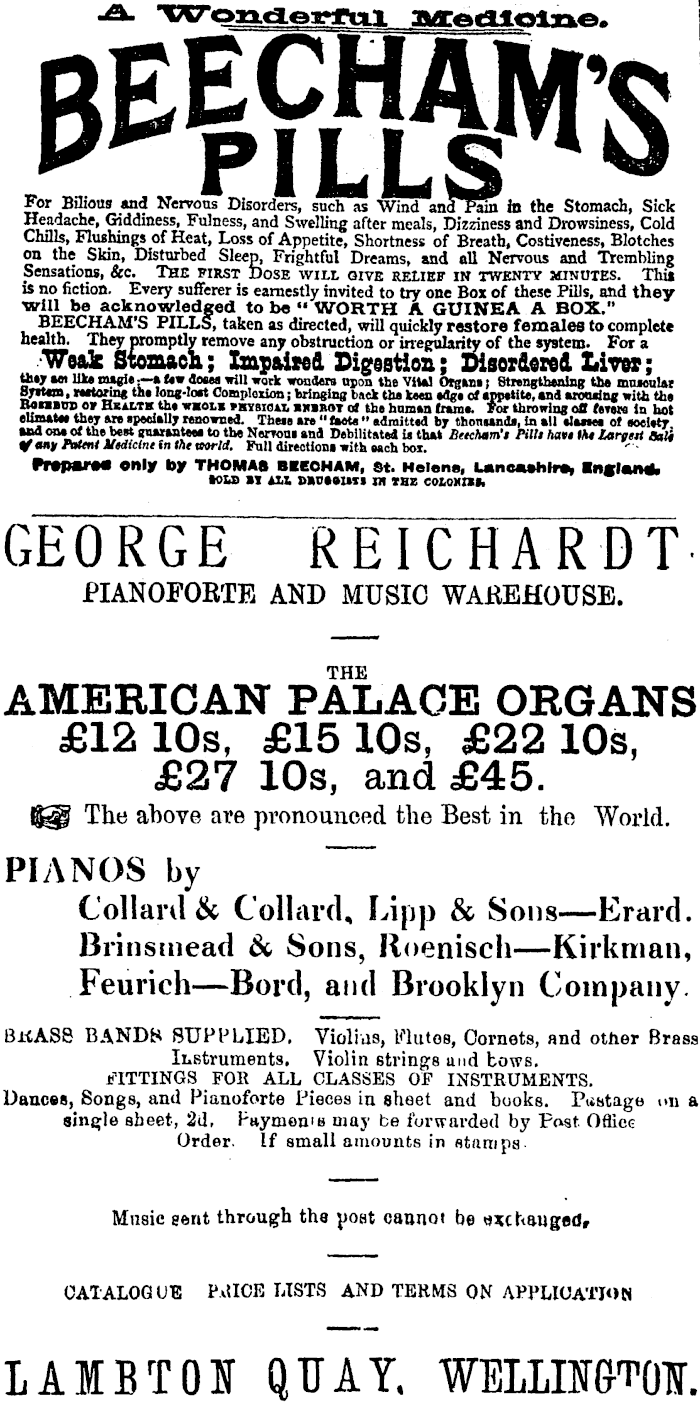 A Wonderful Medicine.
BEECHAM'S
PILLS
For Bilious and Nervous Disorders, such as Wind and Pain in the Stomach, Sick
Headache, Giddiness, Fulness, and Swelling after meals, Dizziness and Drowsiness, Cold
Chills, Flushings of Heat, Loss of Appetite, Shortness of Breath, Costiveness, Blotches
on the Skin, Disturbed Sleep, Frightful Dreams, and all Nervous and Trembling
Sensations, &c. THE FIRST DOSE WILL GIVE RELIEF IN TWENTY MINUTES. This
is no fiction. Every sufferer is earnestly invited to try one Box of these Pills, and they
will be acknowledged to be "WORTH A GUINEA A BOX."
BEECHAM'S PILLS, taken as directed, will quickly restore females to complete
health. They promptly remove any obstruction or irregularity of the system. For a
Weak Stomach; Impaired Digestion; Disordered Liver;
they act like magic:—a few doses will work wonders upon the Vital Organs; Strengthening the muscular
System, restoring the long-lost Complexion; bringing back the keen edge of appetite, and arousing with the
ROSEBUD OF HEALTH the WHOLE PHYSICAL ENERGY of the human frame. For throwing off fevers in hot
climates they are specially renowned. These are "facts" admitted by thousands, in all classes of society,
and one of the best guarantees to the Nervous and Debilitated is that Beecham's Pills have the Largest Sale
of any Patent Medicine in the world. Full directions with each box.
Prepared only by THOMAS BEECHAM, St. Helens, Lancashire, England.
SOLD BY ALL DRUGGISTS IN THE COLONIES.
GEORGE REICHARDT.
PIANOFORTE AND MUSIC WAREHOUSE.
THE
AMERICAN PALACE ORGANS
£12 10s, £15 10s, £22 10s,
£27 10s, and £45.
The above are pronounced the Best in the World.
PIANOS by
Collard & Collard, Lipp & Sons—Erard.
Brinsmead & Sons, Roenisch—Kirkman,
Feurich—Bord, and Brooklyn Company.
BRASS BANDS SUPPLIED. Violins, Flutes, Cornets, and other Brass
Instruments. Violin strings and bows.
FITTINGS FOR ALL CLASSES OF INSTRUMENTS.
Dances, Songs, and Pianoforte Pieces in sheet and books. Postage on a
single sheet, 2d. Payments may be forwarded by Post Office
Order. If small amounts in stamps.
Music sent through the post cannot be exchanged.
CATALOGUE PRICE LISTS AND TERMS ON APPLICATION
LAMBTON QUAY, WELLINGTON.